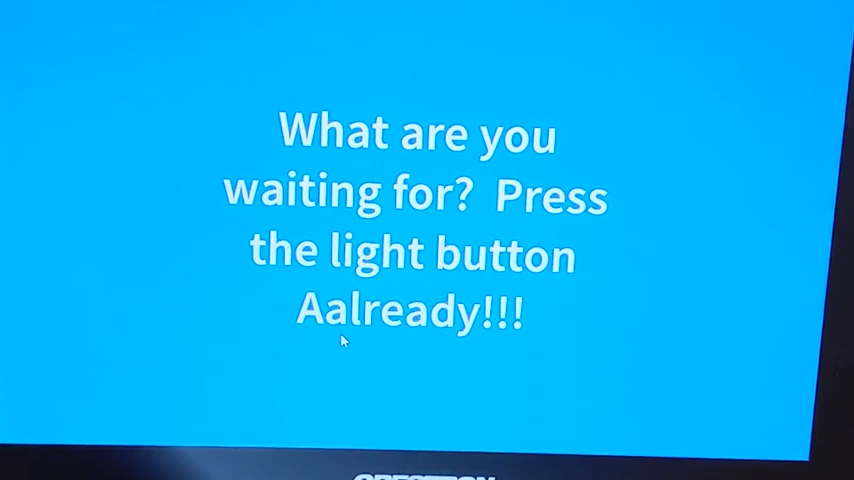 What are you
waiting for?  Press
the light button
Aalready!!!